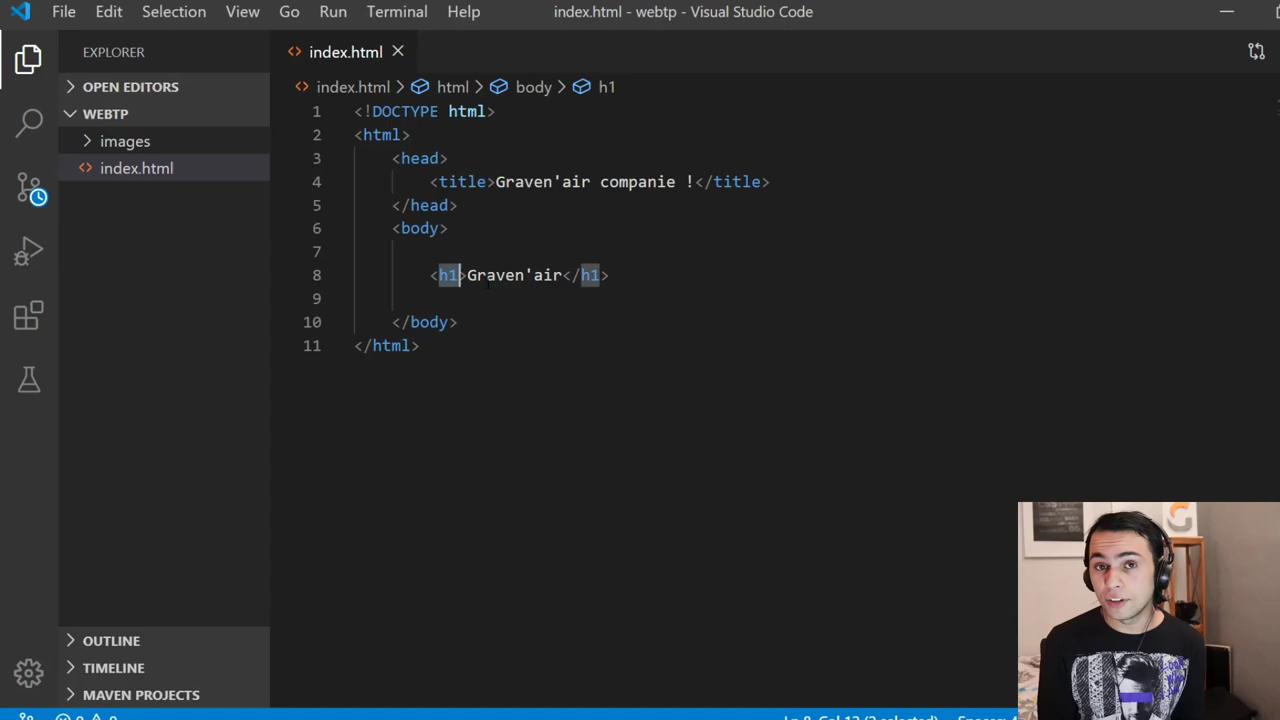 File Edit Selection View Go Run Terminal Help index.html - webtp - Visual Studio Code
EXPLORER
OPEN EDITORS
WEBTP
images
index.html
OUTLINE
TIMELINE
MAVEN PROJECTS
index.html
index.html > html > body > h1
1 <!DOCTYPE html>
2 <html>
3 <head>
4 <title>Graven'air companie !</title>
5 </head>
6 <body>
7
8 <h1>Graven'air</h1>
9
10 </body>
11 </html>